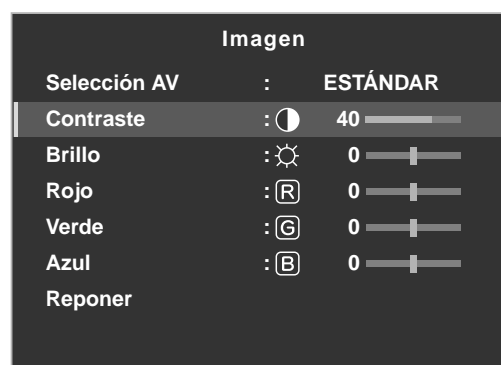 Imagen
Selección AV : ESTÁNDAR
Contraste : 40
Brillo : 0
Rojo : R 0
Verde : G 0
Azul : B 0
Reponer